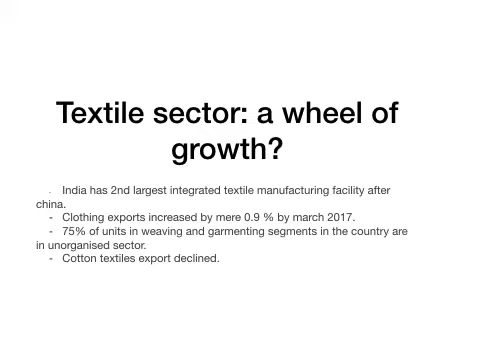 Textile sector: a wheel of
growth?
- India has 2nd largest integrated textile manufacturing facility after
china.
- Clothing exports increased by mere 0.9 % by march 2017.
- 75% of units in weaving and garmenting segments in the country are
in unorganised sector.
- Cotton textiles export declined.